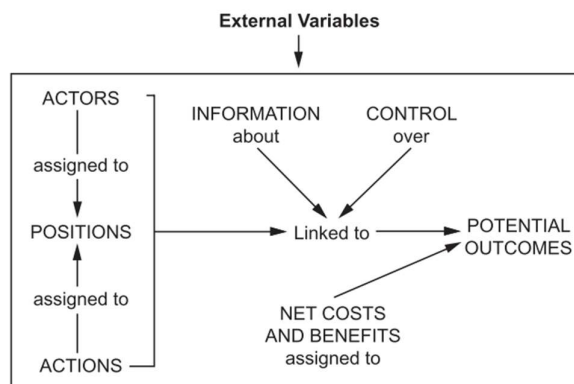 External Variables
ACTORS
assigned to
POSITIONS
assigned to
ACTIONS
INFORMATION
about
CONTROL
over
Linked to
POTENTIAL
OUTCOMES
NET COSTS
AND BENEFITS
assigned to